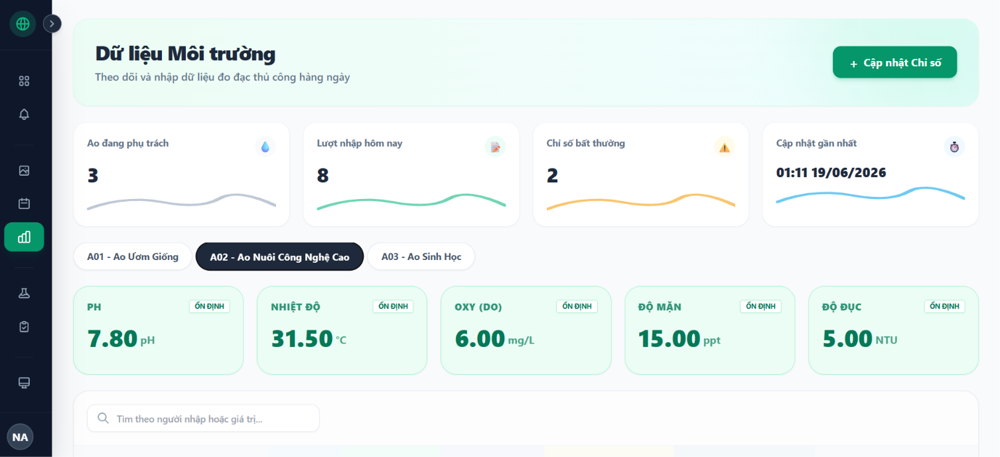 Dữ liệu Môi trường
Theo dõi và nhập dữ liệu đo đạc thủ công hàng ngày
+ Cập nhật Chỉ số
Ao đang phụ trách
3
Lượt nhập hôm nay
8
Chỉ số bất thường
2
Cập nhật gần nhất
01:11 19/06/2026
A01 - Ao Ươm Giống
A02 - Ao Nuôi Công Nghệ Cao
A03 - Ao Sinh Học
PH
ỔN ĐỊNH
7.80 pH
NHIỆT ĐỘ
ỔN ĐỊNH
31.50 °C
OXY (DO)
ỔN ĐỊNH
6.00 mg/L
ĐỘ MẶN
ỔN ĐỊNH
15.00 ppt
ĐỘ ĐỤC
ỔN ĐỊNH
5.00 NTU
Tìm theo người nhập hoặc giá trị...
NA